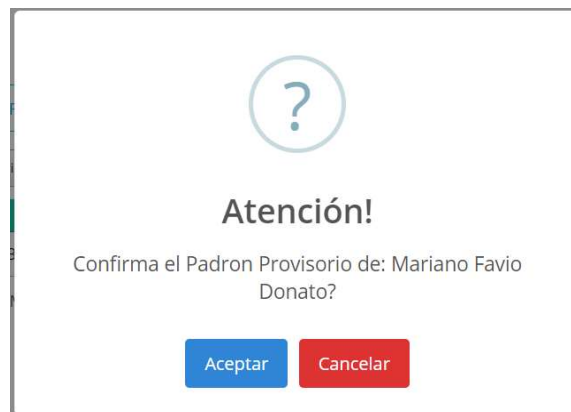 ?
Atención!
Confirma el Padron Provisorio de: Mariano Favio
Donato?
Aceptar Cancelar